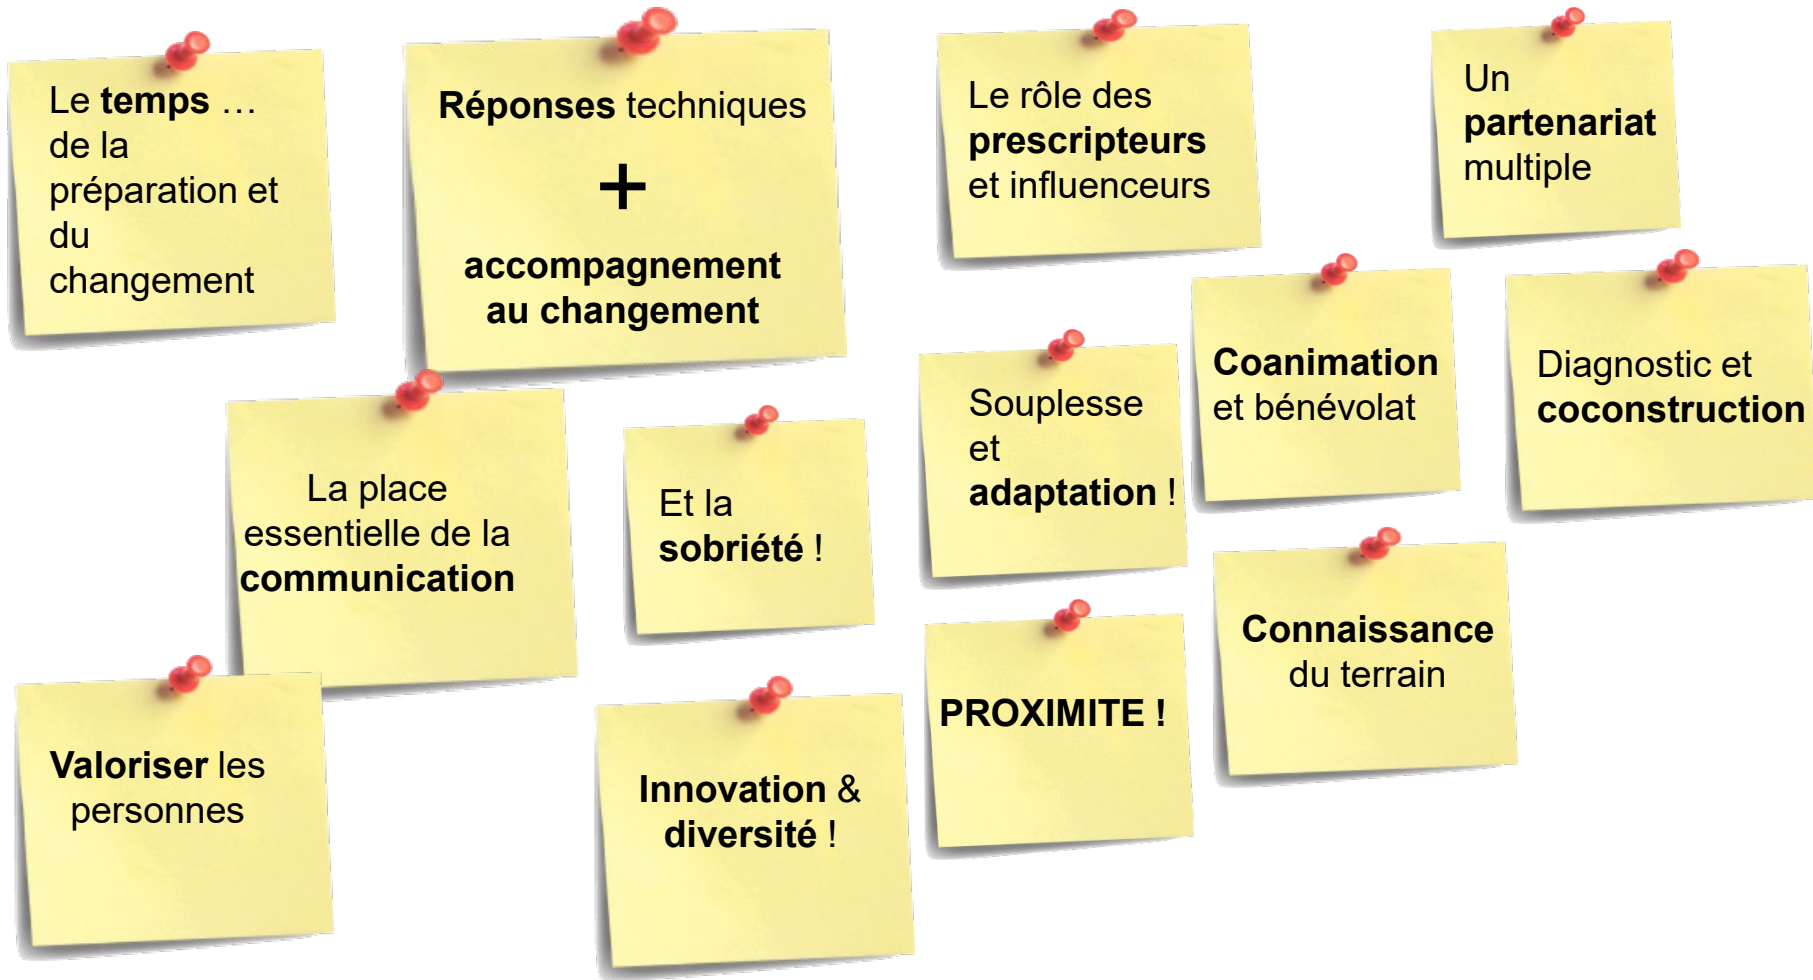 Le temps …
de la
préparation et
du
changement
Réponses techniques
+
accompagnement
au changement
Le rôle des
prescripteurs
et influenceurs
Un
partenariat
multiple
La place
essentielle de la
communication
Et la
sobriété !
Souplesse
et
adaptation !
Coanimation
et bénévolat
Diagnostic et
coconstruction
Valoriser les
personnes
Innovation &
diversité !
PROXIMITE !
Connaissance
du terrain